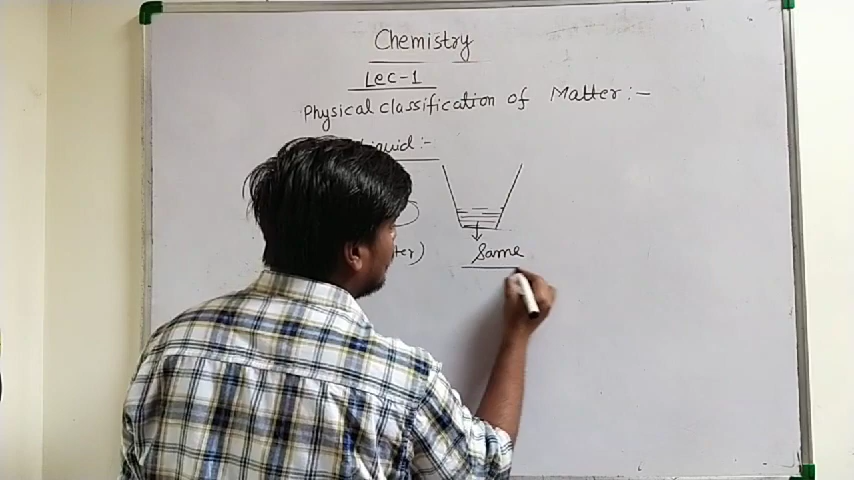 Chemistry
Lec-1
Physical classification of Matter:-
Same